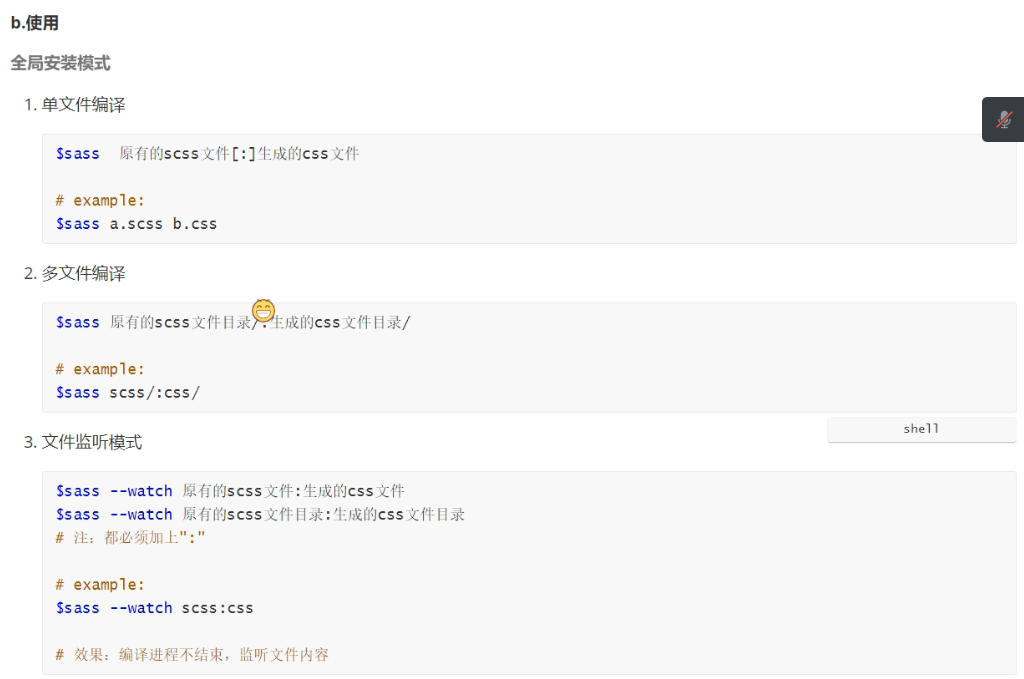 b.使用
全局安装模式
1. 单文件编译
$sass  原有的scss文件[:]生成的css文件
# example:
$sass a.scss b.css
2. 多文件编译
$sass 原有的scss文件目录/:生成的css文件目录/
# example:
$sass scss/:css/
shell
3. 文件监听模式
$sass --watch 原有的scss文件:生成的css文件
$sass --watch 原有的scss文件目录:生成的css文件目录
# 注：都必须加上":"
# example:
$sass --watch scss:css
# 效果：编译进程不结束，监听文件内容